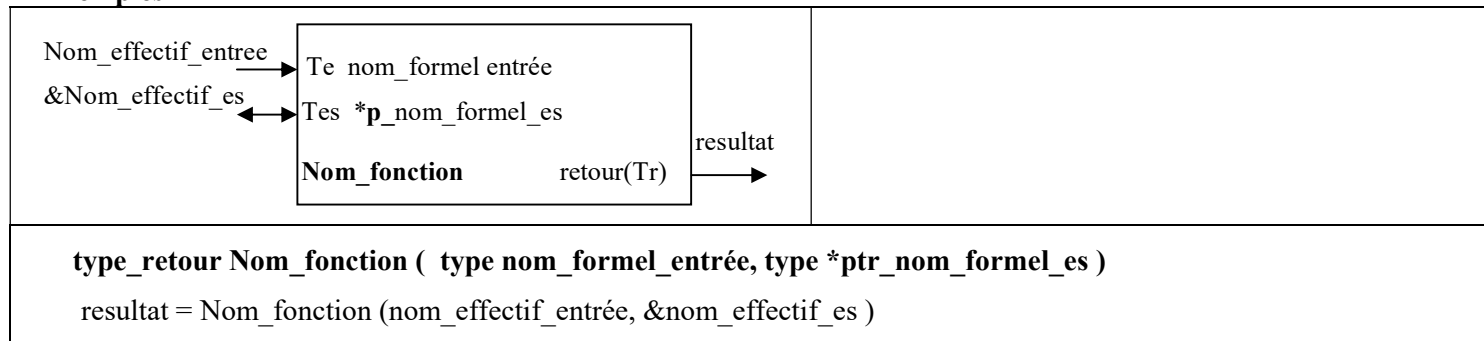 Nom_effectif_entree
Te nom_formel entrée
&Nom_effectif_es
Tes *p_nom_formel_es
resultat
Nom_fonction retour(Tr)
type_retour Nom_fonction ( type nom_formel_entrée, type *ptr_nom_formel_es )
resultat = Nom_fonction (nom_effectif_entrée, &nom_effectif_es )